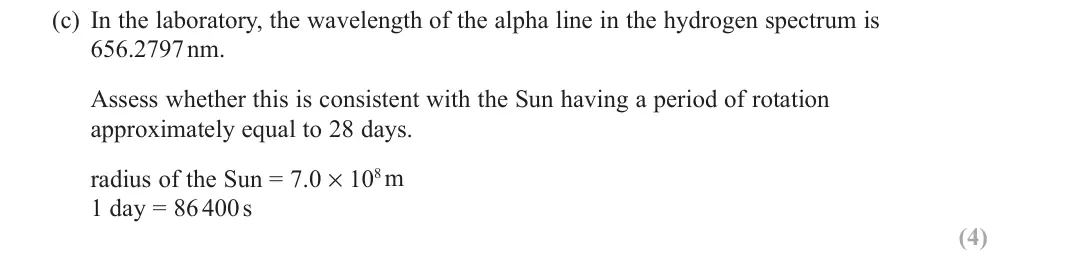 (c) In the laboratory, the wavelength of the alpha line in the hydrogen spectrum is
656.2797 nm.
Assess whether this is consistent with the Sun having a period of rotation
approximately equal to 28 days.
radius of the Sun = 7.0 × 10⁸ m
1 day = 86 400 s
(4)